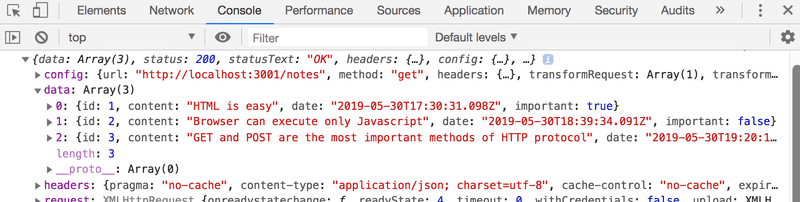 Elements Network Console Performance Sources Application Memory Security Audits »
top Filter Default levels ▼
▼{data: Array(3), status: 200, statusText: "OK", headers: {…}, config: {…}, …} i
▶config: {url: "http://localhost:3001/notes", method: "get", headers: {…}, transformRequest: Array(1), transform…
▼data: Array(3)
▶0: {id: 1, content: "HTML is easy", date: "2019-05-30T17:30:31.098Z", important: true}
▶1: {id: 2, content: "Browser can execute only Javascript", date: "2019-05-30T18:39:34.091Z", important: false}
▶2: {id: 3, content: "GET and POST are the most important methods of HTTP protocol", date: "2019-05-30T19:20:1…
length: 3
▶__proto__: Array(0)
▶headers: {pragma: "no-cache", content-type: "application/json; charset=utf-8", cache-control: "no-cache", expir…
▶request: XMLHttpRequest {onreadystatechange: ƒ, readyState: 4, timeout: 0, withCredentials: false, upload: XMLH…